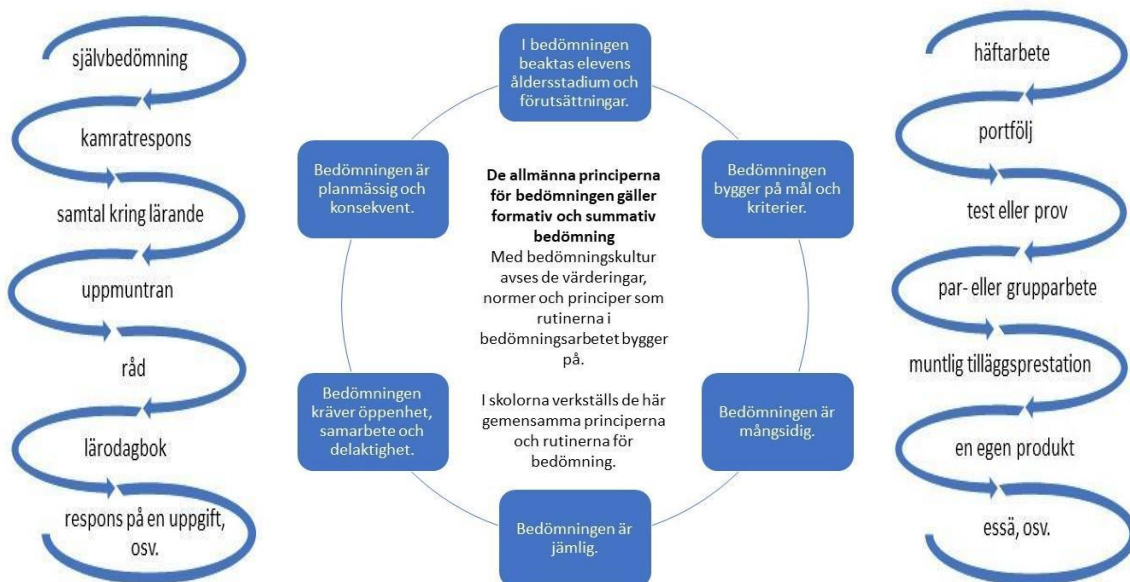 självbedömning
kamratrespons
samtal kring lärande
uppmuntran
råd
lärodagbok
respons på en uppgift,
osv.
I bedömningen
beaktas elevens
åldersstadium och
förutsättningar.
Bedömningen är
planmässig och
konsekvent.
Bedömningen
bygger på mål och
kriterier.
De allmänna principerna
för bedömningen gäller
formativ och summativ
bedömning
Med bedömningskultur
avses de värderingar,
normer och principer som
rutinerna i
bedömningsarbetet bygger
på.
I skolorna verkställs de här
gemensamma principerna
och rutinerna för
bedömning.
Bedömningen
kräver öppenhet,
samarbete och
delaktighet.
Bedömningen är
mångsidig.
Bedömningen är
jämlig.
häftarbete
portfölj
test eller prov
par- eller grupparbete
muntlig tilläggsprestation
en egen produkt
essä, osv.